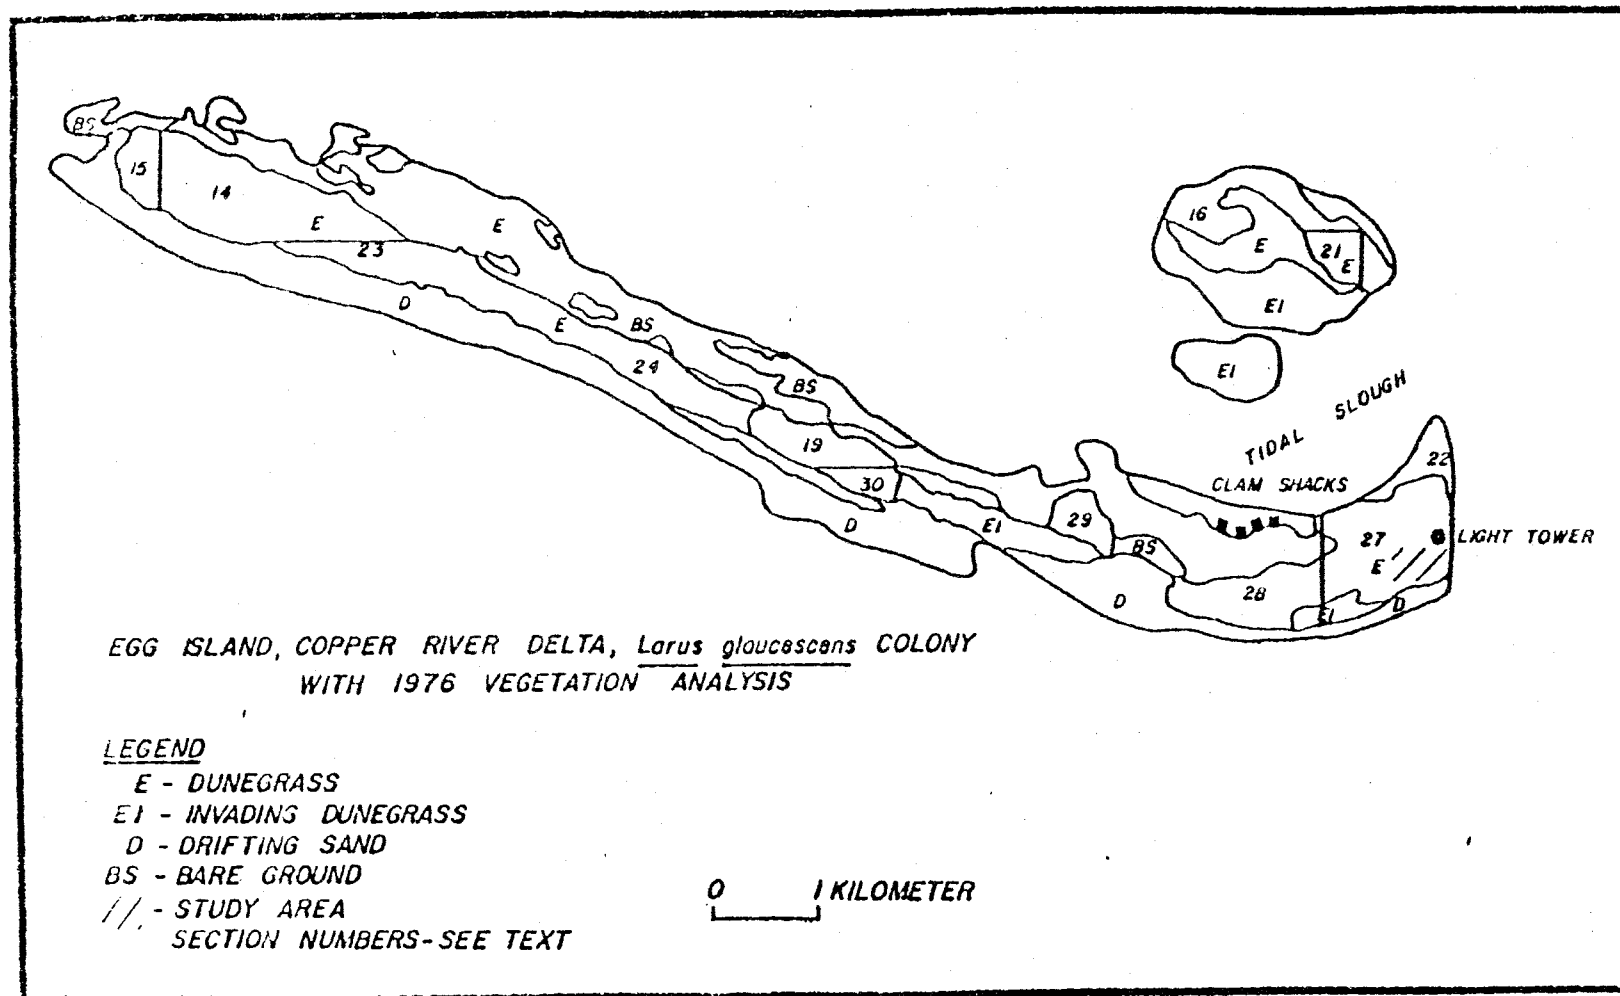 BS
15
14
E
23
E
D
E
BS
24
BS
19
30
D
EI
29
BS
D
28
EI
D
27
E
22
16
E
21
E
EI
EI
TIDAL SLOUGH
CLAM SHACKS
LIGHT TOWER
EGG ISLAND, COPPER RIVER DELTA, Larus glaucescens COLONY
WITH 1976 VEGETATION ANALYSIS
LEGEND
E - DUNEGRASS
EI - INVADING DUNEGRASS
D - DRIFTING SAND
BS - BARE GROUND
//. - STUDY AREA
SECTION NUMBERS-SEE TEXT
0 1 KILOMETER